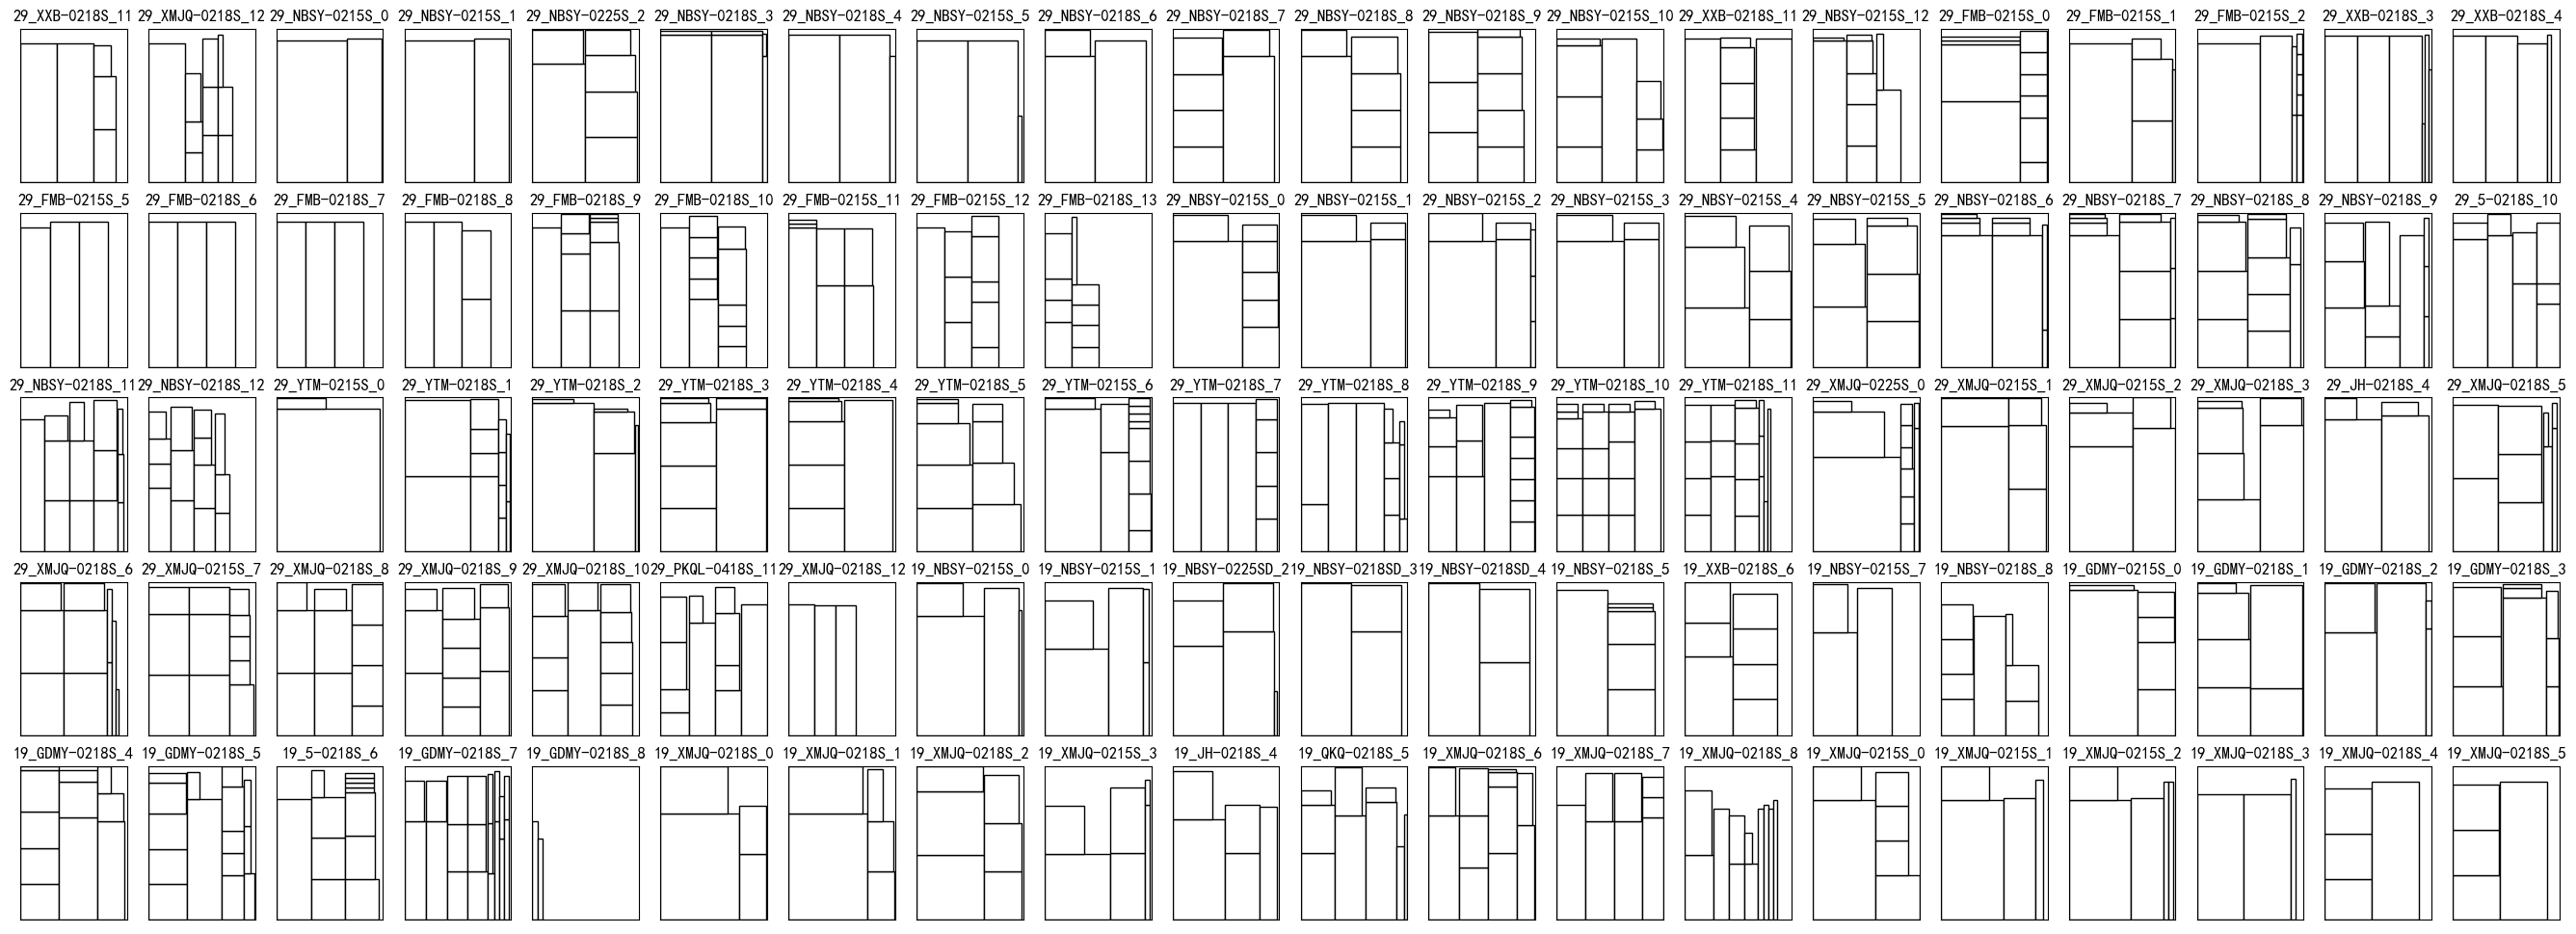 29_XXB-0218S_11 29_XMJQ-0218S_12 29_NBSY-0215S_0 29_NBSY-0215S_1 29_NBSY-0225S_2 29_NBSY-0218S_3 29_NBSY-0218S_4 29_NBSY-0215S_5 29_NBSY-0218S_6 29_NBSY-0218S_7 29_NBSY-0218S_8 29_NBSY-0218S_9 29_NBSY-0215S_10 29_XXB-0218S_11 29_NBSY-0215S_12 29_FMB-0215S_0 29_FMB-0215S_1 29_FMB-0215S_2 29_XXB-0218S_3 29_XXB-0218S_4
29_FMB-0215S_5 29_FMB-0218S_6 29_FMB-0218S_7 29_FMB-0218S_8 29_FMB-0218S_9 29_FMB-0218S_10 29_FMB-0215S_11 29_FMB-0215S_12 29_FMB-0218S_13 29_NBSY-0215S_0 29_NBSY-0215S_1 29_NBSY-0215S_2 29_NBSY-0215S_3 29_NBSY-0215S_4 29_NBSY-0215S_5 29_NBSY-0218S_6 29_NBSY-0218S_7 29_NBSY-0218S_8 29_NBSY-0218S_9 29_5-0218S_10
29_NBSY-0218S_11 29_NBSY-0218S_12 29_YTM-0215S_0 29_YTM-0218S_1 29_YTM-0218S_2 29_YTM-0218S_3 29_YTM-0218S_4 29_YTM-0218S_5 29_YTM-0215S_6 29_YTM-0218S_7 29_YTM-0218S_8 29_YTM-0218S_9 29_YTM-0218S_10 29_YTM-0218S_11 29_XMJQ-0225S_0 29_XMJQ-0215S_1 29_XMJQ-0215S_2 29_XMJQ-0218S_3 29_JH-0218S_4 29_XMJQ-0218S_5
29_XMJQ-0218S_6 29_XMJQ-0215S_7 29_XMJQ-0218S_8 29_XMJQ-0218S_9 29_XMJQ-0218S_10 29_PKQL-0418S_11 29_XMJQ-0218S_12 19_NBSY-0215S_0 19_NBSY-0215S_1 19_NBSY-0225SD_2 19_NBSY-0218SD_3 19_NBSY-0218SD_4 19_NBSY-0218S_5 19_XXB-0218S_6 19_NBSY-0215S_7 19_NBSY-0218S_8 19_GDMY-0215S_0 19_GDMY-0218S_1 19_GDMY-0218S_2 19_GDMY-0218S_3
19_GDMY-0218S_4 19_GDMY-0218S_5 19_5-0218S_6 19_GDMY-0218S_7 19_GDMY-0218S_8 19_XMJQ-0218S_0 19_XMJQ-0218S_1 19_XMJQ-0218S_2 19_XMJQ-0215S_3 19_JH-0218S_4 19_QKQ-0218S_5 19_XMJQ-0218S_6 19_XMJQ-0218S_7 19_XMJQ-0218S_8 19_XMJQ-0215S_0 19_XMJQ-0215S_1 19_XMJQ-0215S_2 19_XMJQ-0218S_3 19_XMJQ-0218S_4 19_XMJQ-0218S_5